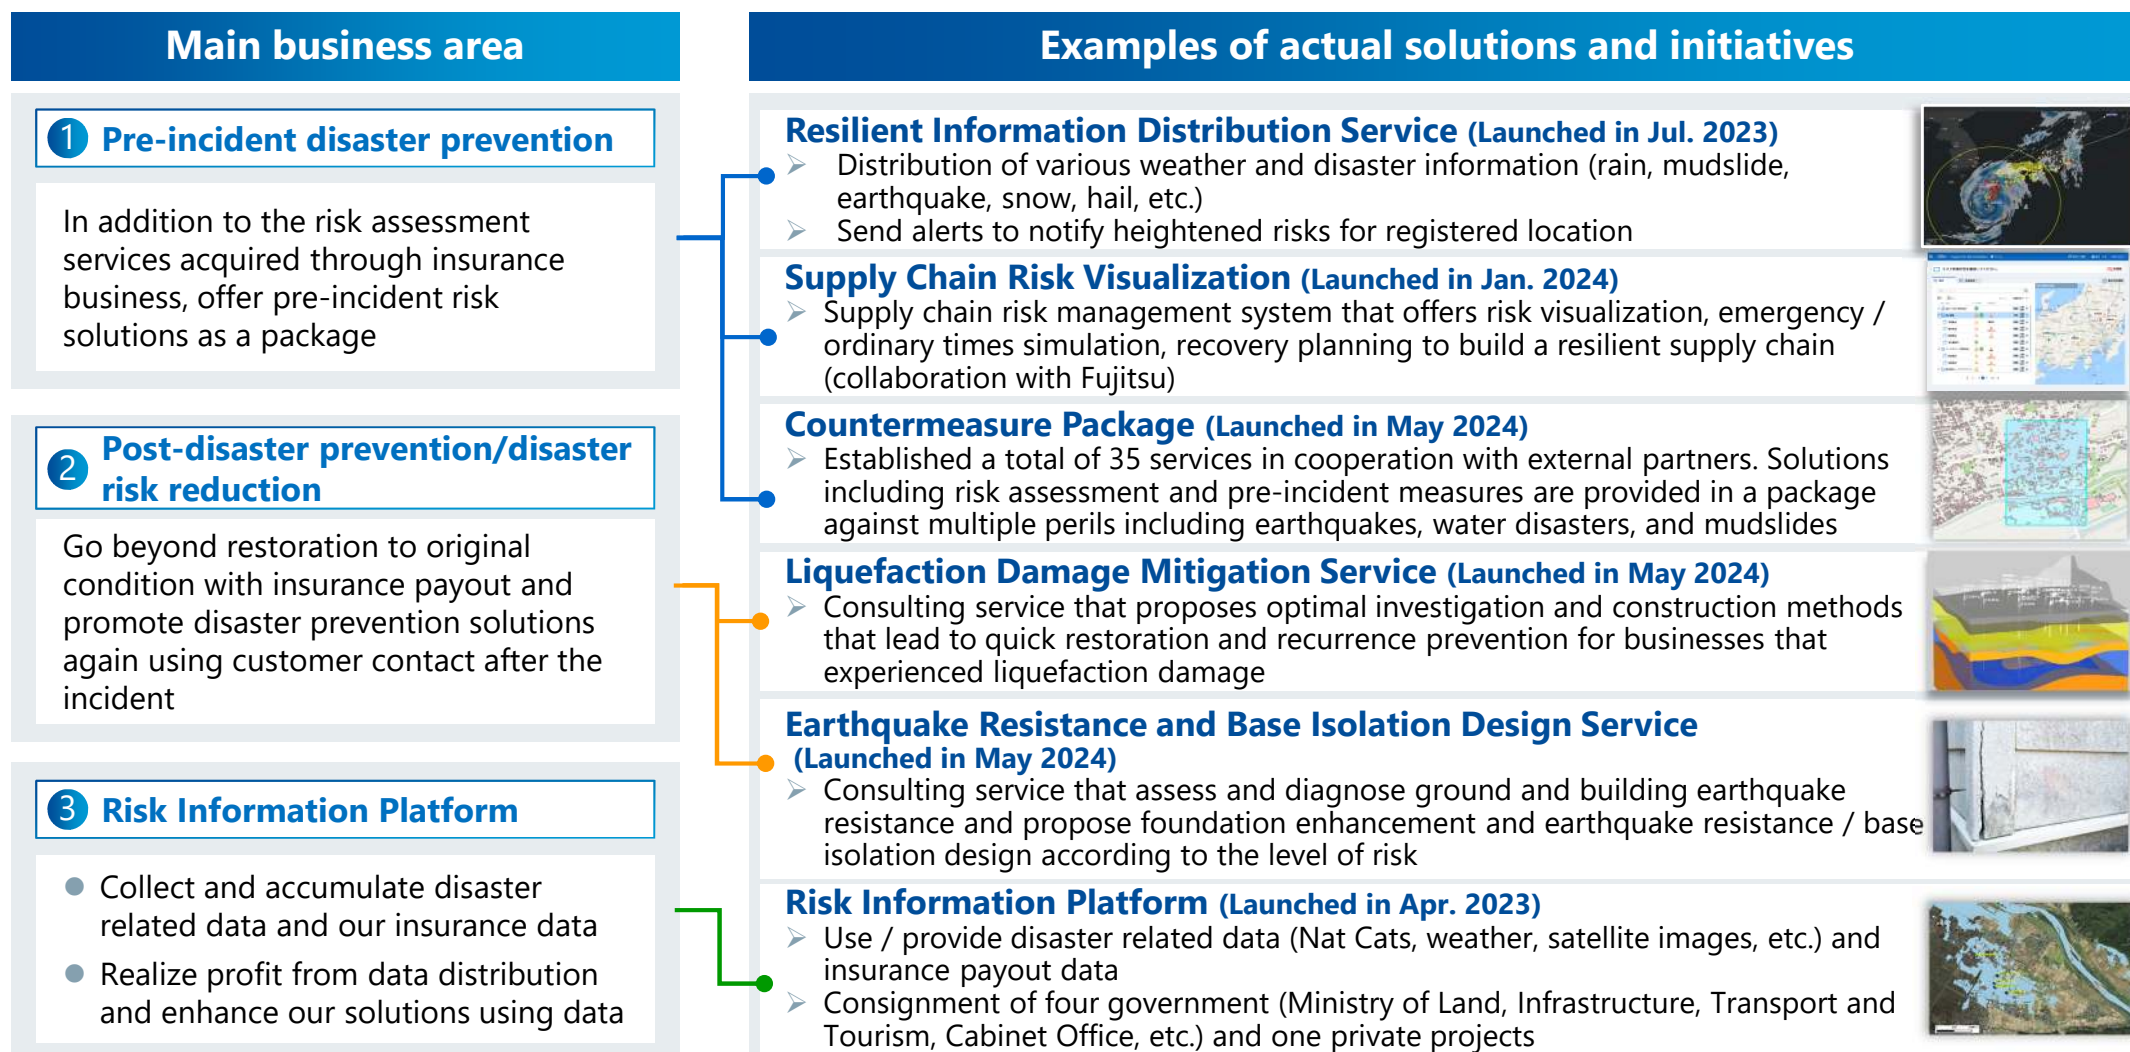 Main business area
1 Pre-incident disaster prevention
In addition to the risk assessment
services acquired through insurance
business, offer pre-incident risk
solutions as a package
2 Post-disaster prevention/disaster
risk reduction
Go beyond restoration to original
condition with insurance payout and
promote disaster prevention solutions
again using customer contact after the
incident
3 Risk Information Platform
● Collect and accumulate disaster
related data and our insurance data
● Realize profit from data distribution
and enhance our solutions using data
Examples of actual solutions and initiatives
Resilient Information Distribution Service (Launched in Jul. 2023)
➢ Distribution of various weather and disaster information (rain, mudslide,
earthquake, snow, hail, etc.)
➢ Send alerts to notify heightened risks for registered location
Supply Chain Risk Visualization (Launched in Jan. 2024)
➢ Supply chain risk management system that offers risk visualization, emergency /
ordinary times simulation, recovery planning to build a resilient supply chain
(collaboration with Fujitsu)
Countermeasure Package (Launched in May 2024)
➢ Established a total of 35 services in cooperation with external partners. Solutions
including risk assessment and pre-incident measures are provided in a package
against multiple perils including earthquakes, water disasters, and mudslides
Liquefaction Damage Mitigation Service (Launched in May 2024)
➢ Consulting service that proposes optimal investigation and construction methods
that lead to quick restoration and recurrence prevention for businesses that
experienced liquefaction damage
Earthquake Resistance and Base Isolation Design Service
(Launched in May 2024)
➢ Consulting service that assess and diagnose ground and building earthquake
resistance and propose foundation enhancement and earthquake resistance / base
isolation design according to the level of risk
Risk Information Platform (Launched in Apr. 2023)
➢ Use / provide disaster related data (Nat Cats, weather, satellite images, etc.) and
insurance payout data
➢ Consignment of four government (Ministry of Land, Infrastructure, Transport and
Tourism, Cabinet Office, etc.) and one private projects